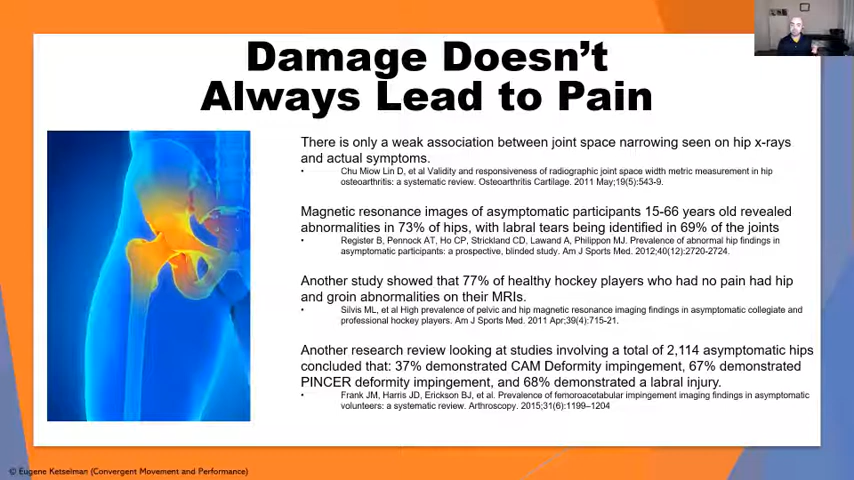 Damage Doesn't
Always Lead to Pain
There is only a weak association between joint space narrowing seen on hip x-rays
and actual symptoms.
• Chu Miow Lin D, et al Validity and responsiveness of radiographic joint space width metric measurement in hip
osteoarthritis: a systematic review. Osteoarthritis Cartilage. 2011 May;19(5):543-9.
Magnetic resonance images of asymptomatic participants 15-66 years old revealed
abnormalities in 73% of hips, with labral tears being identified in 69% of the joints
• Register B, Pennock AT, Ho CP, Strickland CD, Lawand A, Philippon MJ. Prevalence of abnormal hip findings in
asymptomatic participants: a prospective, blinded study. Am J Sports Med. 2012;40(12):2720-2724.
Another study showed that 77% of healthy hockey players who had no pain had hip
and groin abnormalities on their MRIs.
• Silvis ML, et al High prevalence of pelvic and hip magnetic resonance imaging findings in asymptomatic collegiate and
professional hockey players. Am J Sports Med. 2011 Apr;39(4):715-21.
Another research review looking at studies involving a total of 2,114 asymptomatic hips
concluded that: 37% demonstrated CAM Deformity impingement, 67% demonstrated
PINCER deformity impingement, and 68% demonstrated a labral injury.
• Frank JM, Harris JD, Erickson BJ, et al. Prevalence of femoroacetabular impingement imaging findings in asymptomatic
volunteers: a systematic review. Arthroscopy. 2015;31(6):1199–1204
© Eugene Ketselman (Convergent Movement and Performance)